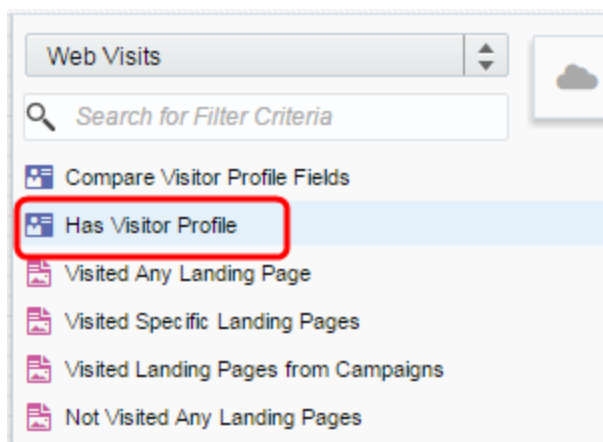 Web Visits
Search for Filter Criteria
Compare Visitor Profile Fields
Has Visitor Profile
Visited Any Landing Page
Visited Specific Landing Pages
Visited Landing Pages from Campaigns
Not Visited Any Landing Pages